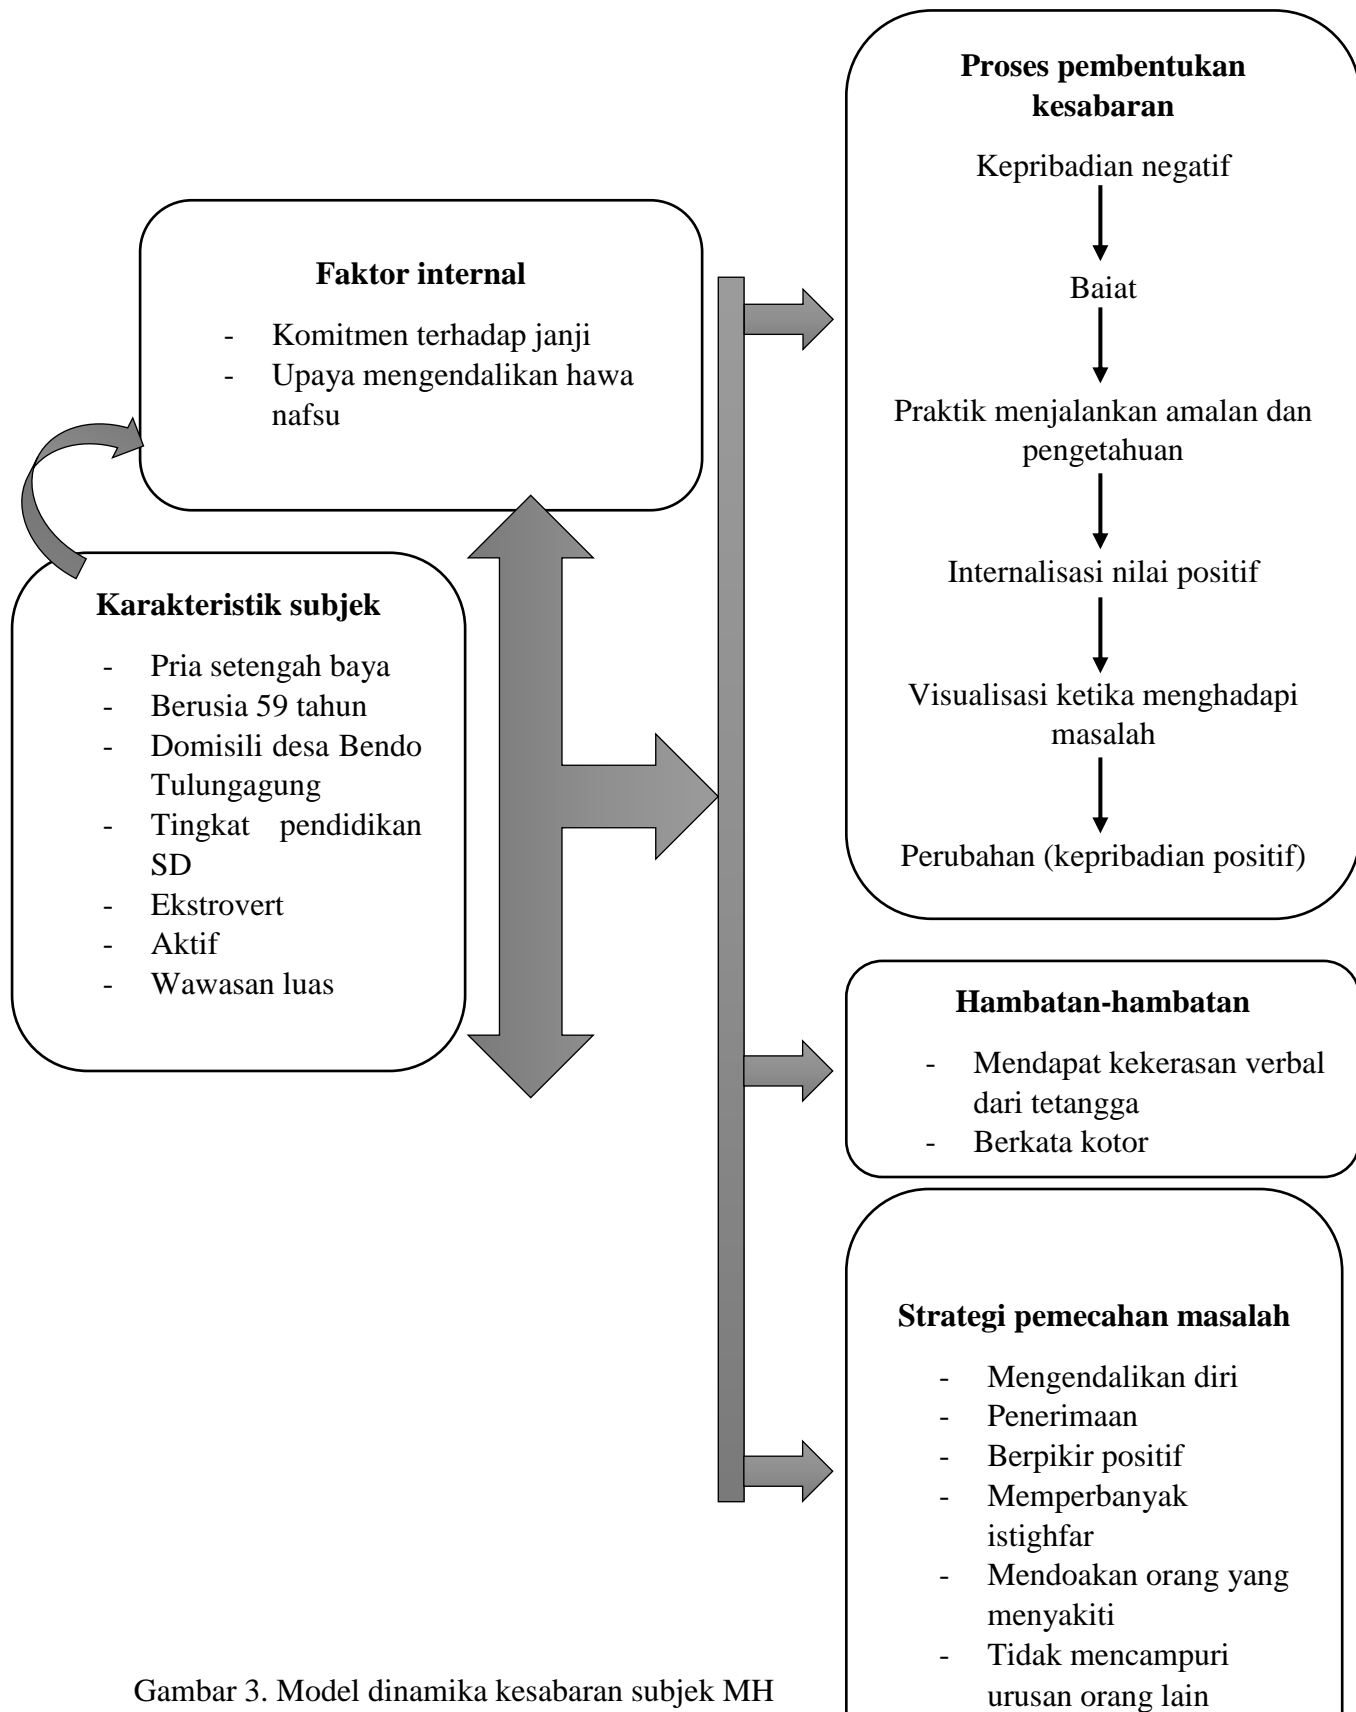 Proses pembentukan
kesabaran
Kepribadian negatif
Baiat
Praktik menjalankan amalan dan
pengetahuan
Internalisasi nilai positif
Visualisasi ketika menghadapi
masalah
Perubahan (kepribadian positif)
Faktor internal
- Komitmen terhadap janji
- Upaya mengendalikan hawa
nafsu
Karakteristik subjek
- Pria setengah baya
- Berusia 59 tahun
- Domisili desa Bendo
Tulungagung
- Tingkat pendidikan
SD
- Ekstrovert
- Aktif
- Wawasan luas
Hambatan-hambatan
- Mendapat kekerasan verbal
dari tetangga
- Berkata kotor
Strategi pemecahan masalah
- Mengendalikan diri
- Penerimaan
- Berpikir positif
- Memperbanyak
istighfar
- Mendoakan orang yang
menyakiti
- Tidak mencampuri
urusan orang lain
Gambar 3. Model dinamika kesabaran subjek MH